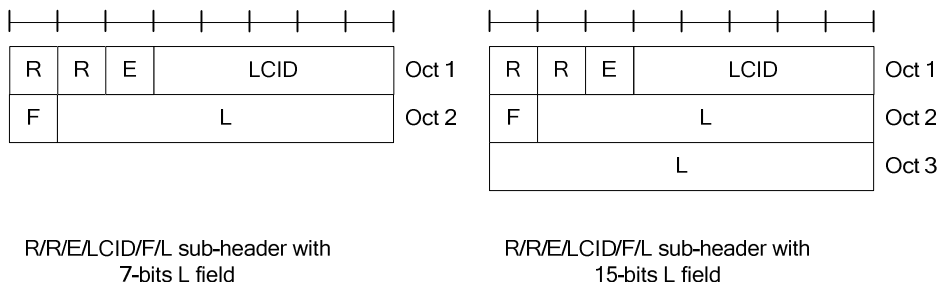 R R E LCID Oct 1
F L Oct 2
R/R/E/LCID/F/L sub-header with
7-bits L field
R R E LCID Oct 1
F L Oct 2
L Oct 3
R/R/E/LCID/F/L sub-header with
15-bits L field